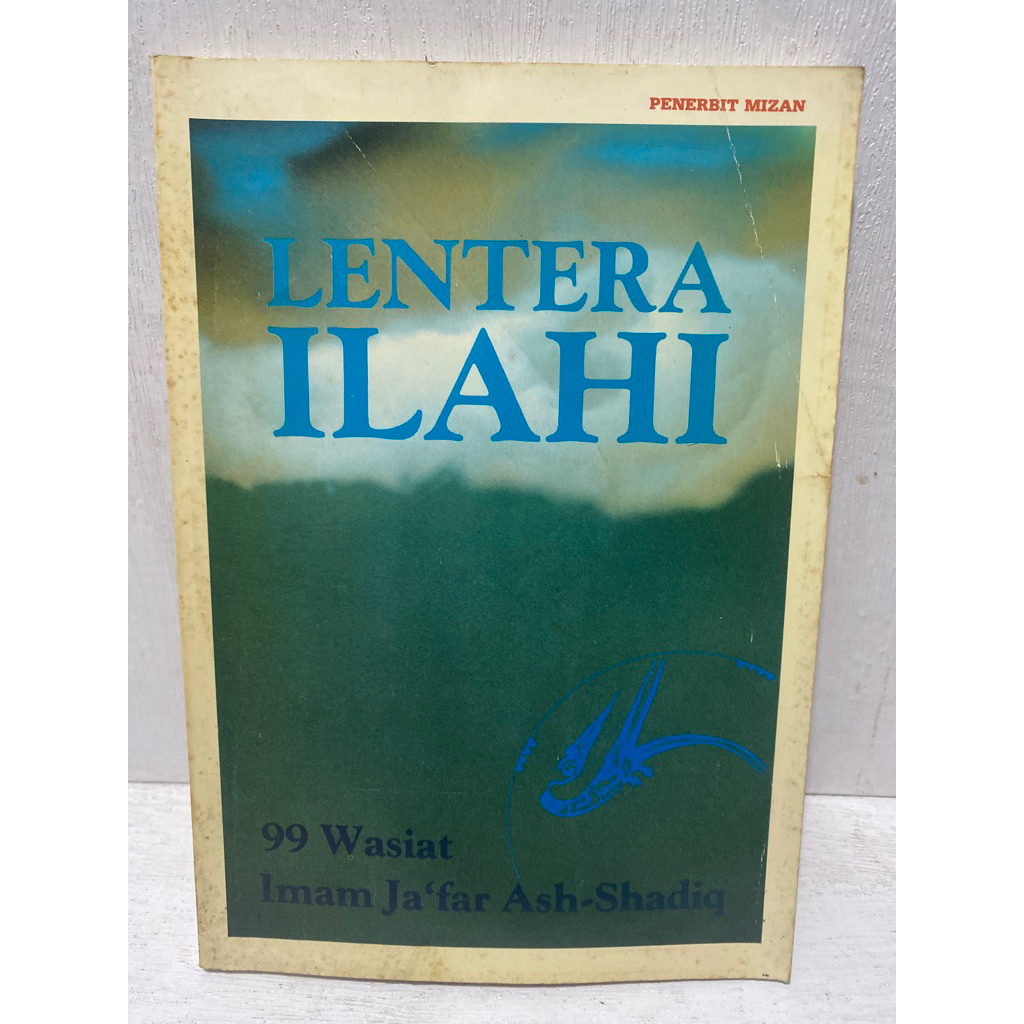 PENERBIT MIZAN
LENTERA
ILAHI
99 Wasiat
Imam Ja‘far Ash-Shadiq